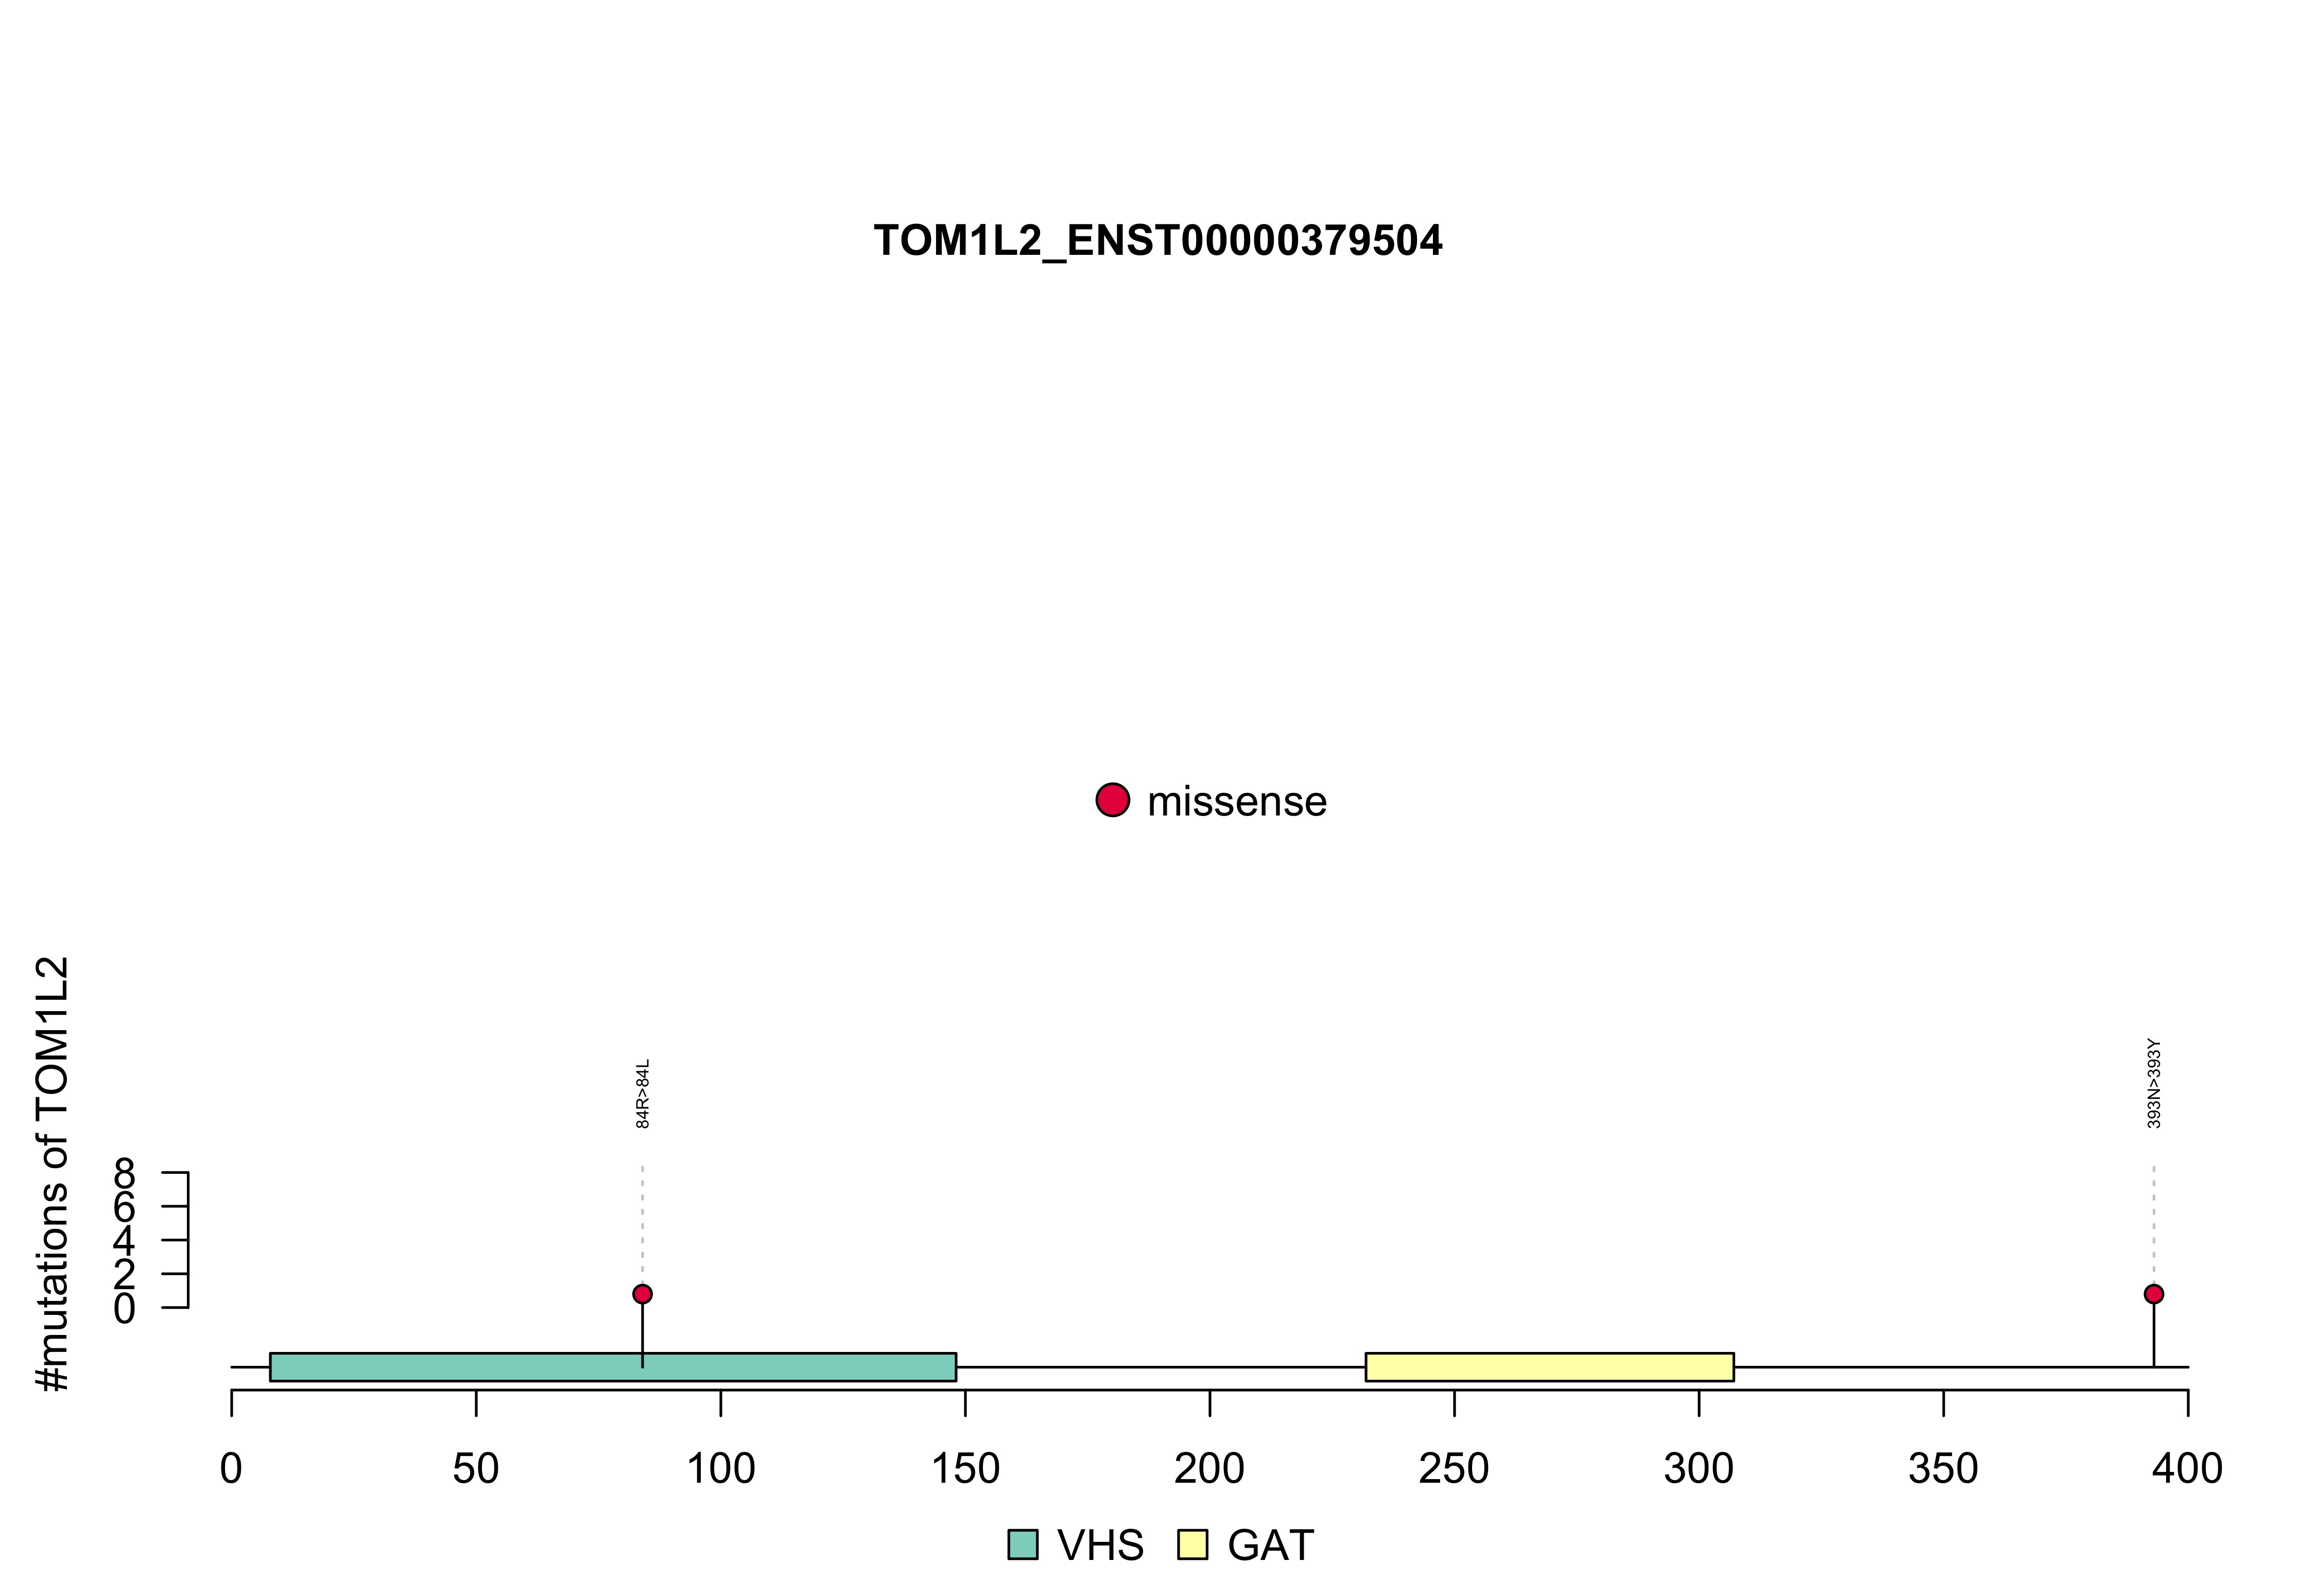 TOM1L2_ENST00000379504
missense
#mutations of TOM1L2
84R>84L
393N>393Y
8
6
4
2
0
0 50 100 150 200 250 300 350 400
VHS GAT